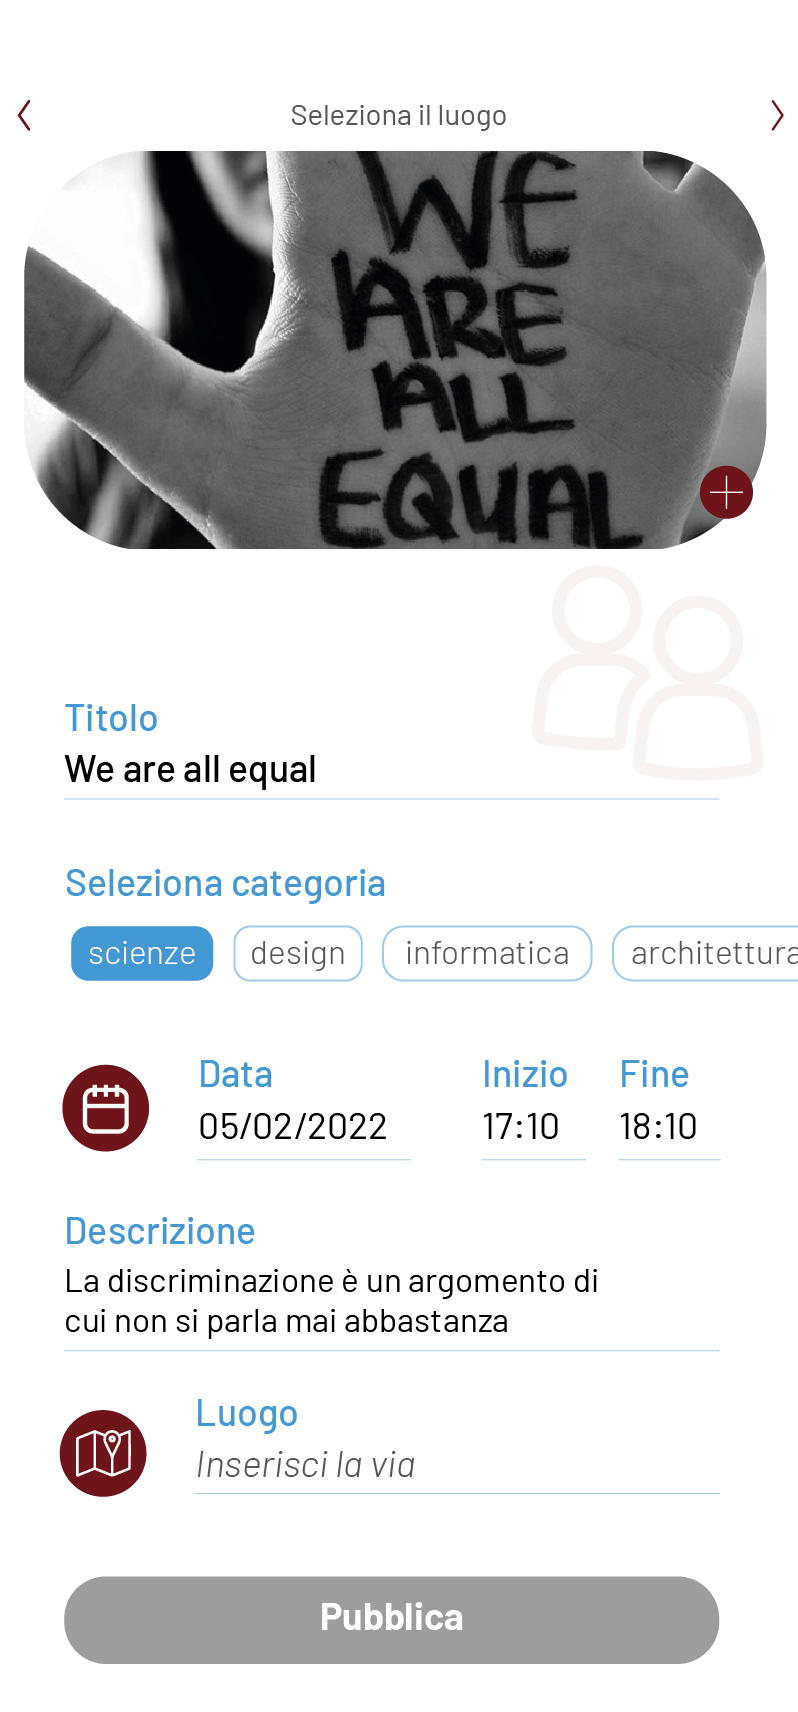 Seleziona il luogo
WE
ARE
ALL
EQUAL
Titolo
We are all equal
Seleziona categoria
scienze design informatica architettura
Data Inizio Fine
05/02/2022 17:10 18:10
Descrizione
La discriminazione è un argomento di
cui non si parla mai abbastanza
Luogo
Inserisci la via
Pubblica